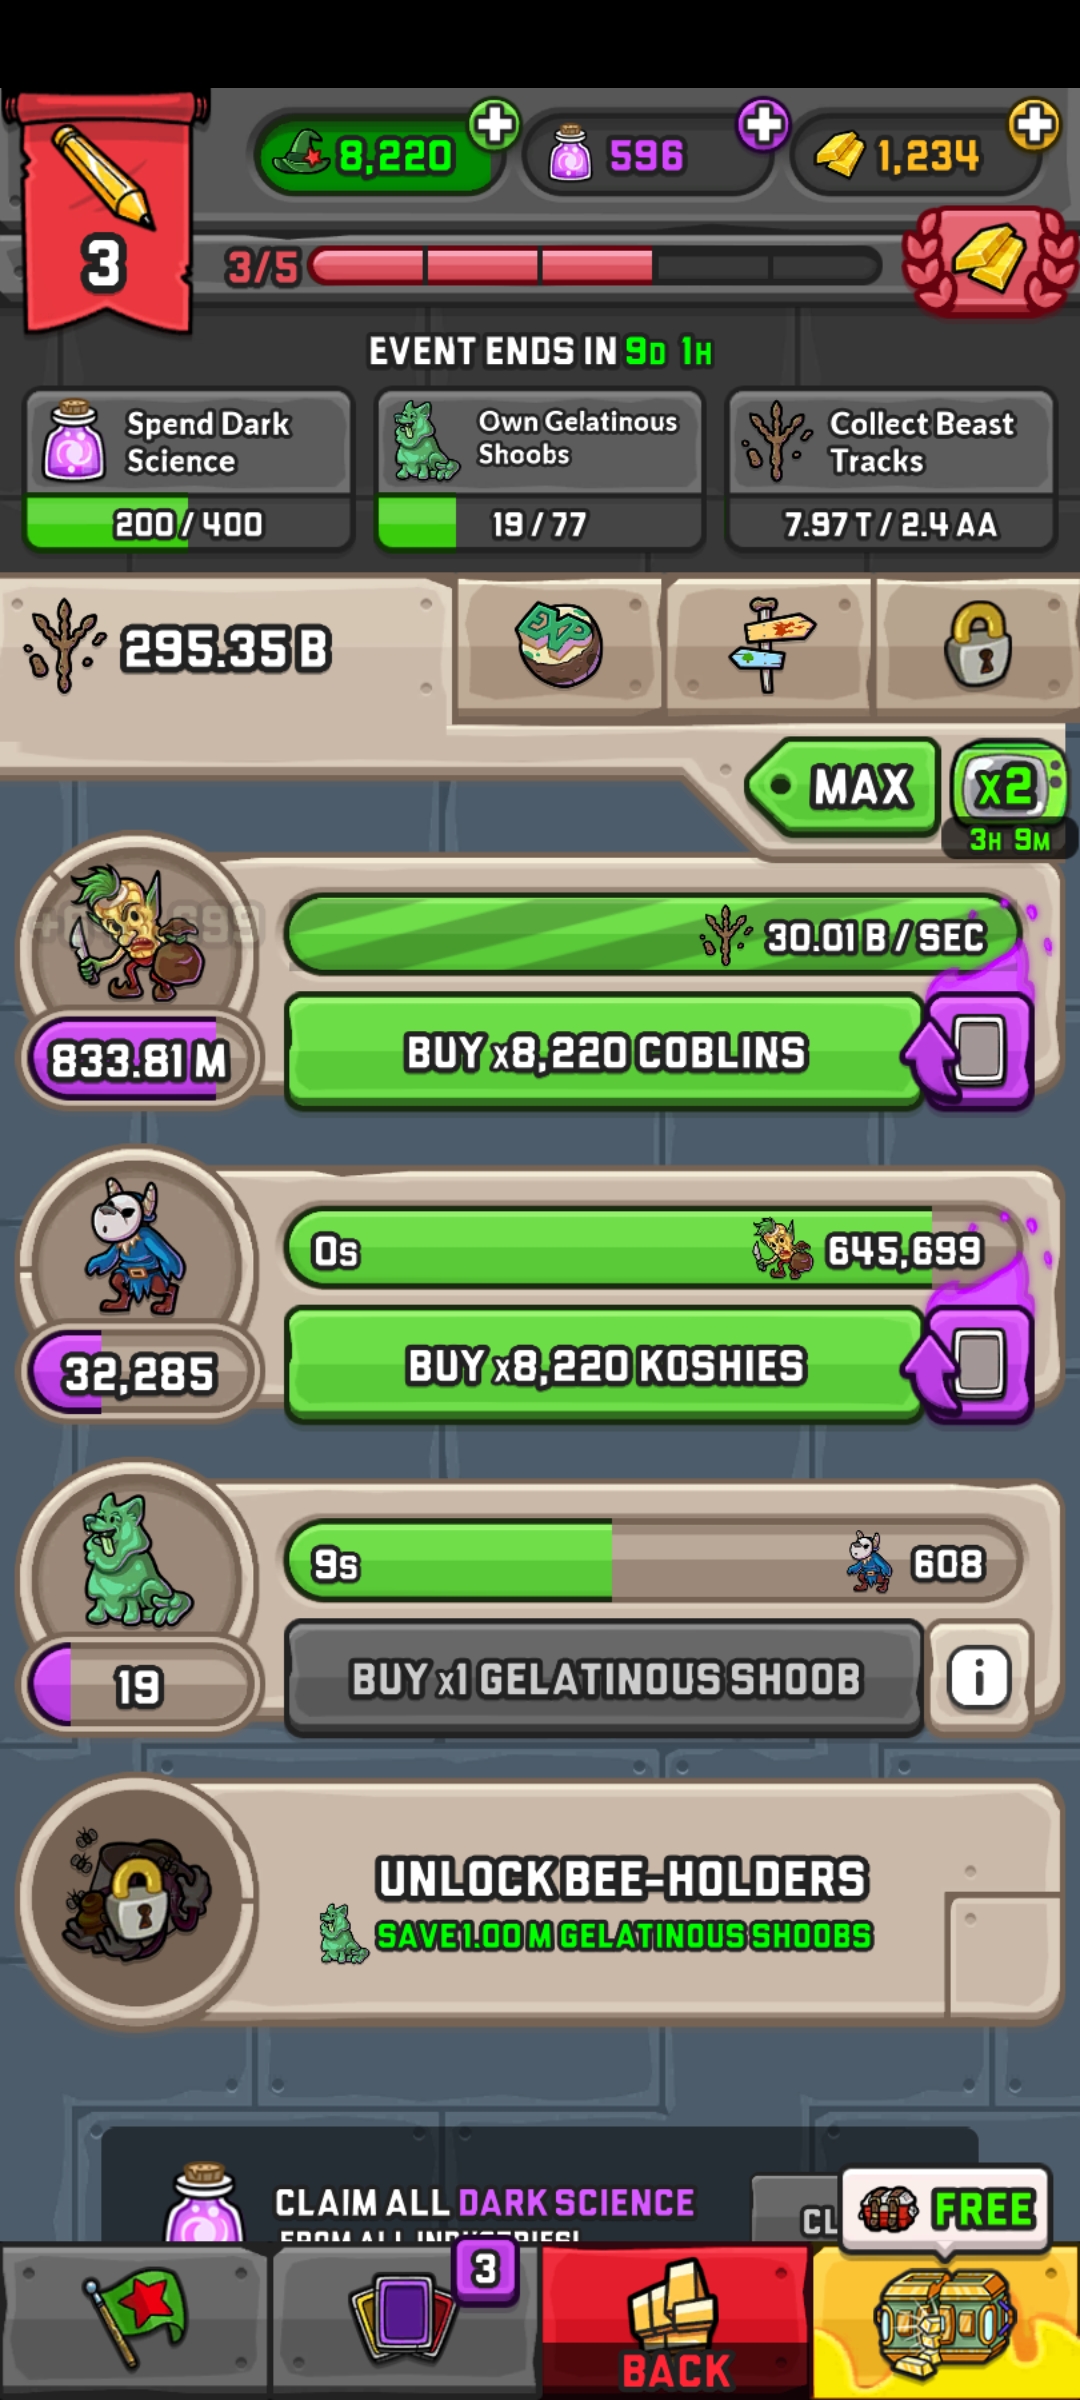 8,220
596
1,234
3
3/5
EVENT ENDS IN 9D 1H
Spend Dark
Science
200 / 400
Own Gelatinous
Shoobs
19 / 77
Collect Beast
Tracks
7.97 T / 2.4 AA
295.35 B
EXP
MAX
x2
3H 9M
30.01 B / SEC
833.81 M
BUY x8,220 COBLINS
0s
645,699
32,285
BUY x8,220 KOSHIES
9s
608
19
BUY x1 GELATINOUS SHOOB
i
UNLOCK BEE-HOLDERS
SAVE 1.00 M GELATINOUS SHOOBS
CLAIM ALL DARK SCIENCE
FROM ALL INDUSTRIES!
CL
FREE
3
BACK